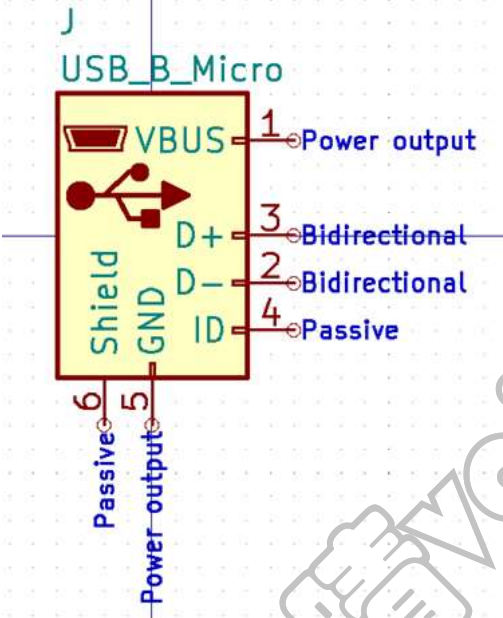 J
USB_B_Micro
VBUS 1 Power output
D+ 3 Bidirectional
D- 2 Bidirectional
ID 4 Passive
Shield 6 Passive
GND 5 Power output